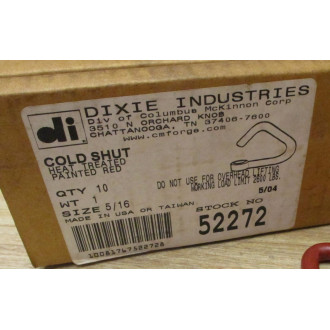 di
DIXIE INDUSTRIES
Div of Columbus McKinnon Corp
3510 N ORCHARD KNOB
CHATTANOOGA, TN 37406-7600
www.cmforge.com
COLD SHUT
HEAT TREATED
PAINTED RED
QTY 10
WT 1
SIZE 5/16
MADE IN USA OR TAIWAN
DO NOT USE FOR OVERHEAD LIFTING
WORKING LOAD LIMIT 2600 LBS.
5/04
STOCK NO
52272